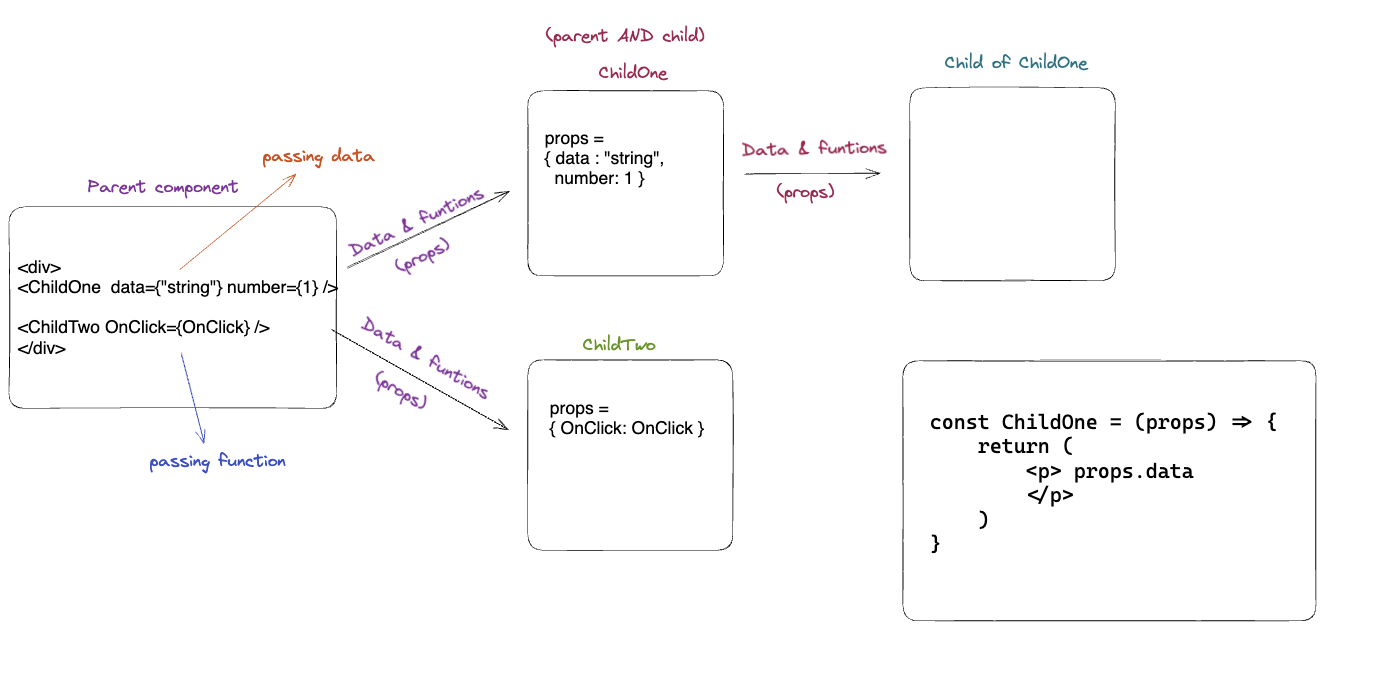 (parent AND child)
ChildOne
Child of ChildOne
props =
{ data : "string",
number: 1 }
Data & funtions
(props)
passing data
Parent component
Data & funtions
(props)
<div>
<ChildOne data={"string"} number={1} />
<ChildTwo OnClick={OnClick} />
</div>
Data & funtions
(props)
passing function
ChildTwo
props =
{ OnClick: OnClick }
const ChildOne = (props) => {
return (
<p> props.data
</p>
)
}